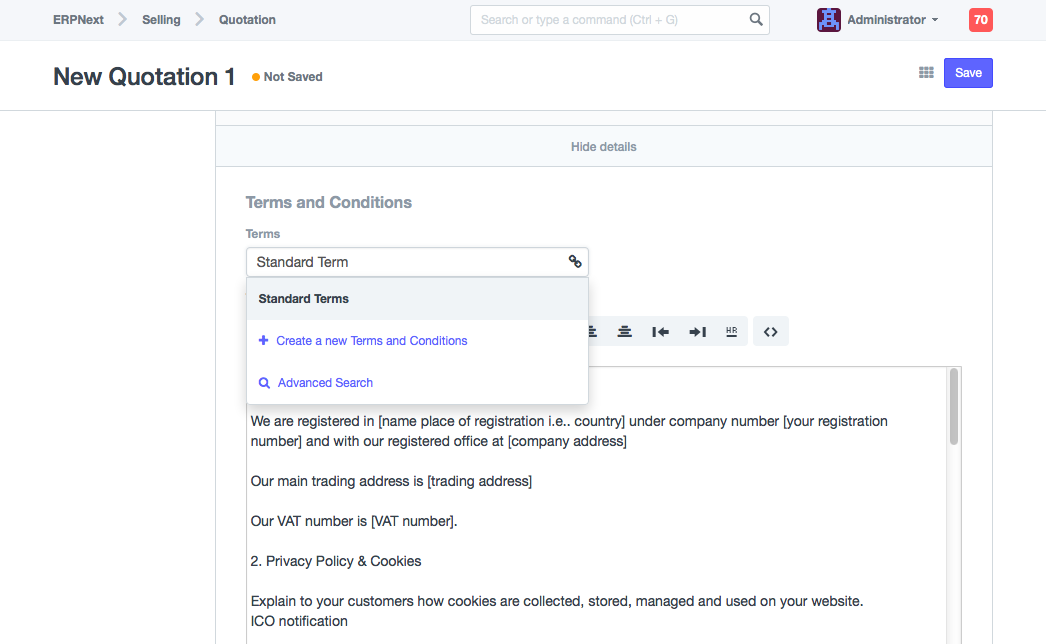 ERPNext Selling Quotation Search or type a command (Ctrl + G) Administrator 70
New Quotation 1 Not Saved Save
Hide details
Terms and Conditions
Terms
Standard Term
Standard Terms
Create a new Terms and Conditions
Advanced Search
HR
We are registered in [name place of registration i.e.. country] under company number [your registration
number] and with our registered office at [company address]
Our main trading address is [trading address]
Our VAT number is [VAT number].
2. Privacy Policy & Cookies
Explain to your customers how cookies are collected, stored, managed and used on your website.
ICO notification